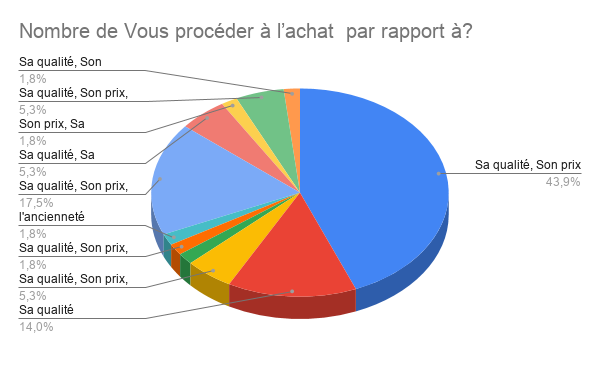 Nombre de Vous procéder à l'achat  par rapport à?
Sa qualité, Son
1,8%
Sa qualité, Son prix,
5,3%
Son prix, Sa
1,8%
Sa qualité, Sa
5,3%
Sa qualité, Son prix,
17,5%
l'ancienneté
1,8%
Sa qualité, Son prix,
1,8%
Sa qualité, Son prix,
5,3%
Sa qualité
14,0%
Sa qualité, Son prix
43,9%